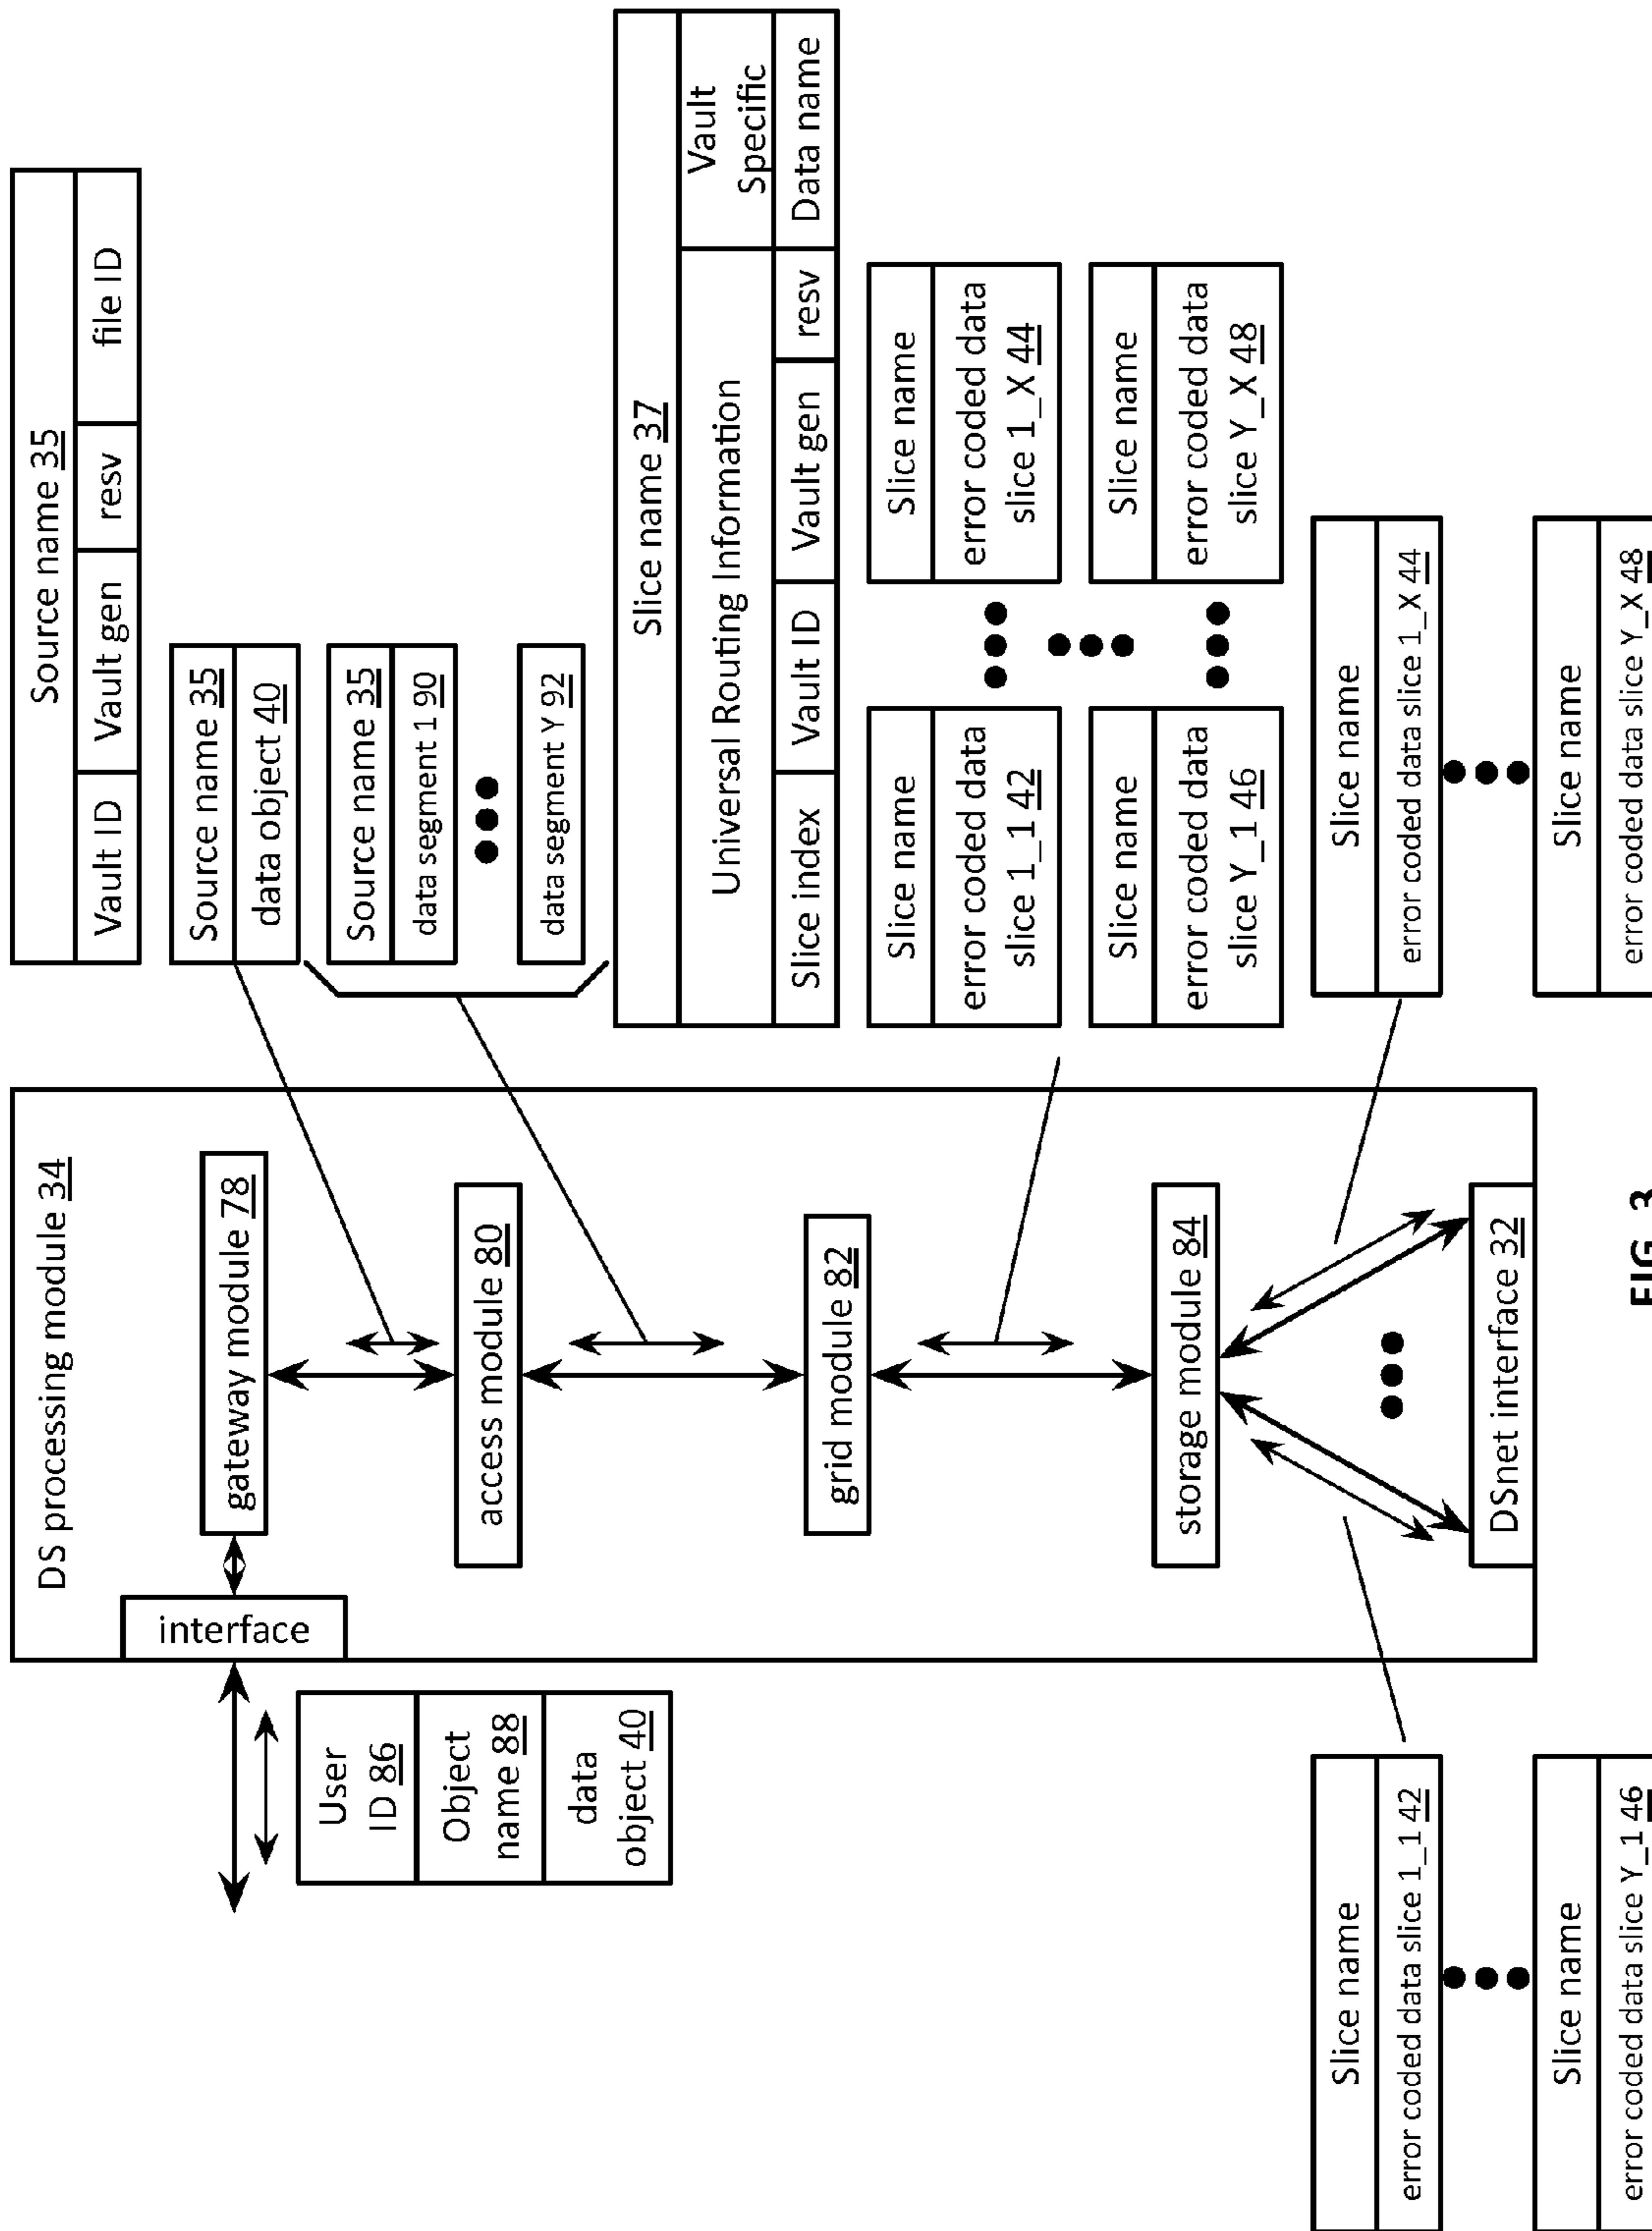 DS processing module 34
interface
gateway module 78
access module 80
grid module 82
storage module 84
DSnet interface 32
User
ID 86
Object
name 88
data
object 40
Source name 35
Vault ID
Vault gen
resv
file ID
Source name 35
data object 40
Source name 35
data segment 1 90
data segment Y 92
Slice name 37
Universal Routing Information
Vault
Specific
Slice index
Vault ID
Vault gen
resv
Data name
Slice name
error coded data
slice 1_1 42
Slice name
error coded data
slice 1_X 44
Slice name
error coded data
slice Y_1 46
Slice name
error coded data
slice Y_X 48
Slice name
error coded data slice 1_1 42
Slice name
error coded data slice Y_1 46
Slice name
error coded data slice 1_X 44
Slice name
error coded data slice Y_X 48
FIG. 3